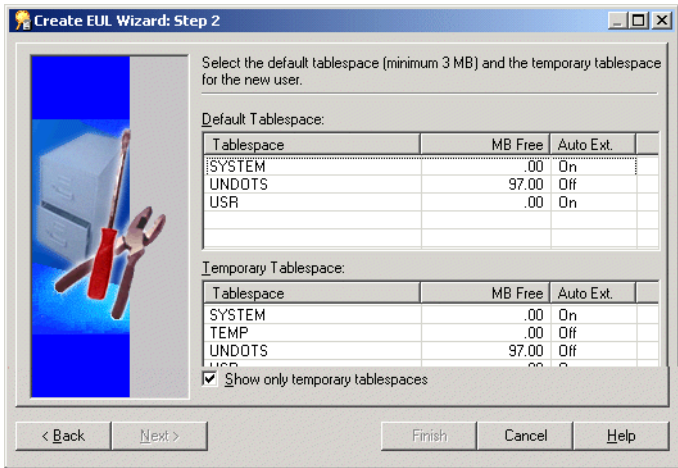 Create EUL Wizard: Step 2
Select the default tablespace (minimum 3 MB) and the temporary tablespace
for the new user.
Default Tablespace:
Tablespace MB Free Auto Ext.
SYSTEM .00 On
UNDOTS 97.00 Off
USR .00 On
Temporary Tablespace:
Tablespace MB Free Auto Ext.
SYSTEM .00 On
TEMP .00 Off
UNDOTS 97.00 Off
Show only temporary tablespaces
< Back Next > Finish Cancel Help